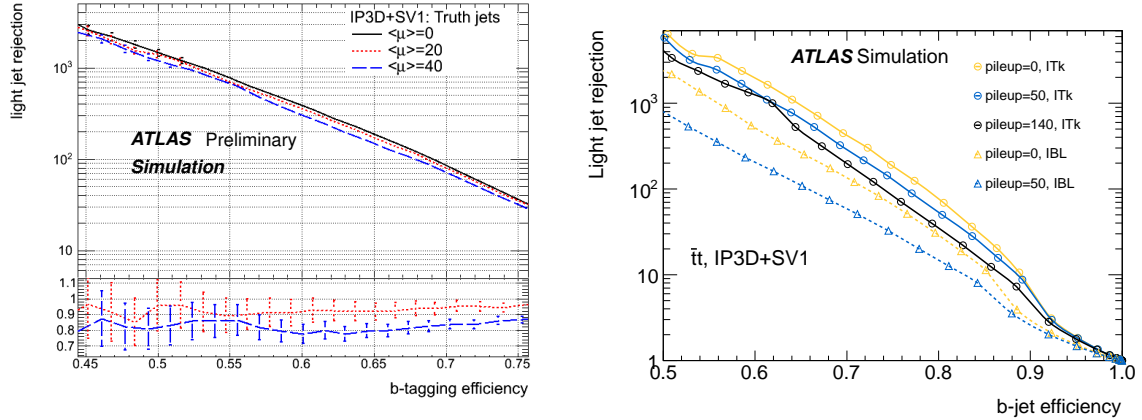 IP3D+SV1: Truth jets
<μ>=0
<μ>=20
<μ>=40
light jet rejection
10³
10²
10
ATLAS Preliminary
Simulation
1.1
1
0.9
0.8
0.7
0.45 0.5 0.55 0.6 0.65 0.7 0.75
b-tagging efficiency
Light jet rejection
10³
10²
10
1
ATLAS Simulation
pileup=0, ITk
pileup=50, ITk
pileup=140, ITk
pileup=0, IBL
pileup=50, IBL
t̄t, IP3D+SV1
0.5 0.6 0.7 0.8 0.9 1.0
b-jet efficiency